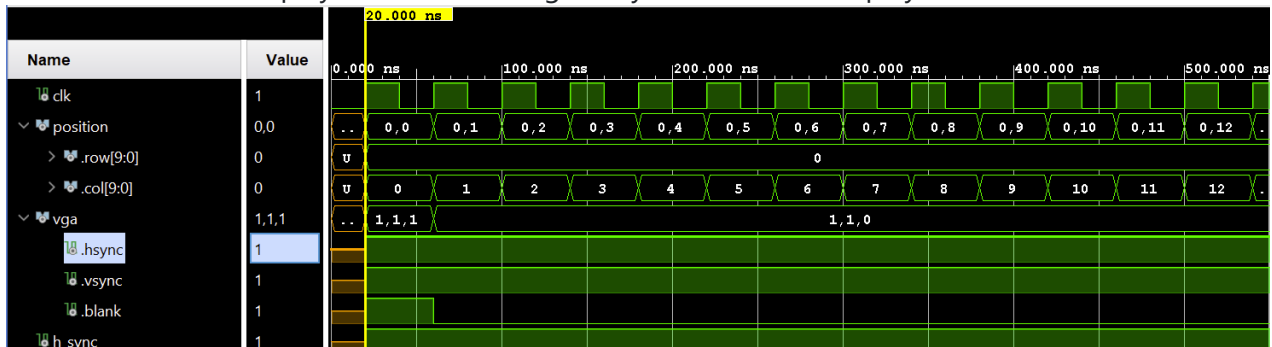 20.000 ns
Name Value
0.000 ns 100.000 ns 200.000 ns 300.000 ns 400.000 ns 500.000 ns
clk 1
position 0,0 .. 0,0 0,1 0,2 0,3 0,4 0,5 0,6 0,7 0,8 0,9 0,10 0,11 0,12 .
.row[9:0] 0 U 0
.col[9:0] 0 U 0 1 2 3 4 5 6 7 8 9 10 11 12 .
vga 1,1,1 .. 1,1,1 1,1,0
.hsync 1
.vsync 1
.blank 1
h_sync 1